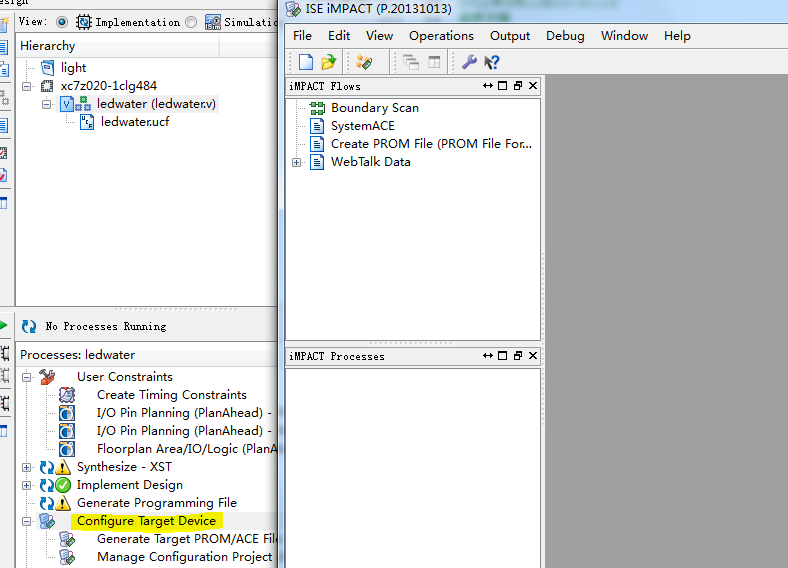 View:
Implementation
Simulatio
Hierarchy
light
xc7z020-1clg484
ledwater (ledwater.v)
ledwater.ucf
No Processes Running
Processes: ledwater
User Constraints
Create Timing Constraints
I/O Pin Planning (PlanAhead) -
I/O Pin Planning (PlanAhead) -
Floorplan Area/IO/Logic (PlanA
Synthesize - XST
Implement Design
Generate Programming File
Configure Target Device
Generate Target PROM/ACE File
Manage Configuration Project
ISE iMPACT (P.20131013)
File Edit View Operations Output Debug Window Help
iMPACT Flows
Boundary Scan
SystemACE
Create PROM File (PROM File For...
WebTalk Data
iMPACT Processes